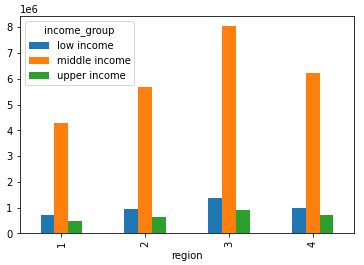 1e6
income_group
low income
middle income
upper income
8
7
6
5
4
3
2
1
0
1 2 3 4
region